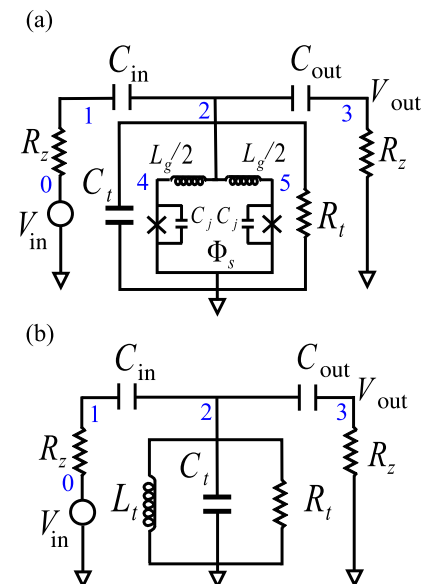 (a)
C_in C_out
1 2 3 V_out
R_z L_g/2 L_g/2 R_z
0 C_t 4 5
V_in C_j C_j R_t
Φ_s
(b)
C_in C_out
1 2 3 V_out
R_z C_t R_z
0 L_t R_t
V_in